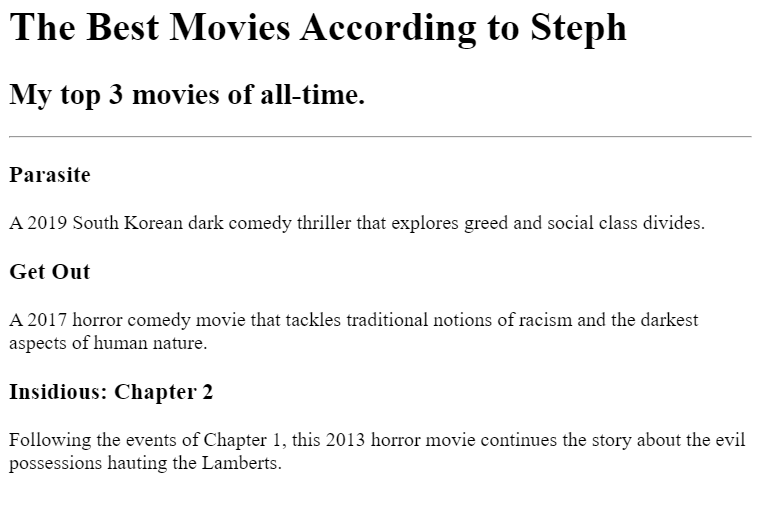 The Best Movies According to Steph
My top 3 movies of all-time.
Parasite
A 2019 South Korean dark comedy thriller that explores greed and social class divides.
Get Out
A 2017 horror comedy movie that tackles traditional notions of racism and the darkest
aspects of human nature.
Insidious: Chapter 2
Following the events of Chapter 1, this 2013 horror movie continues the story about the evil
possessions hauting the Lamberts.